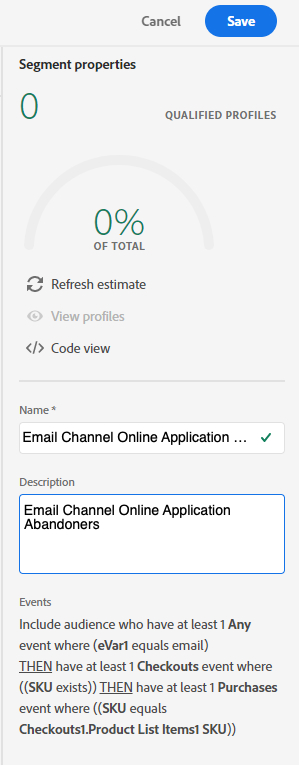 Cancel Save
Segment properties
0 QUALIFIED PROFILES
0%
OF TOTAL
Refresh estimate
View profiles
</> Code view
Name *
Email Channel Online Application ...
Description
Email Channel Online Application
Abandoners
Events
Include audience who have at least 1 Any
event where (eVar1 equals email)
THEN have at least 1 Checkouts event where
((SKU exists)) THEN have at least 1 Purchases
event where ((SKU equals
Checkouts1.Product List Items1 SKU))